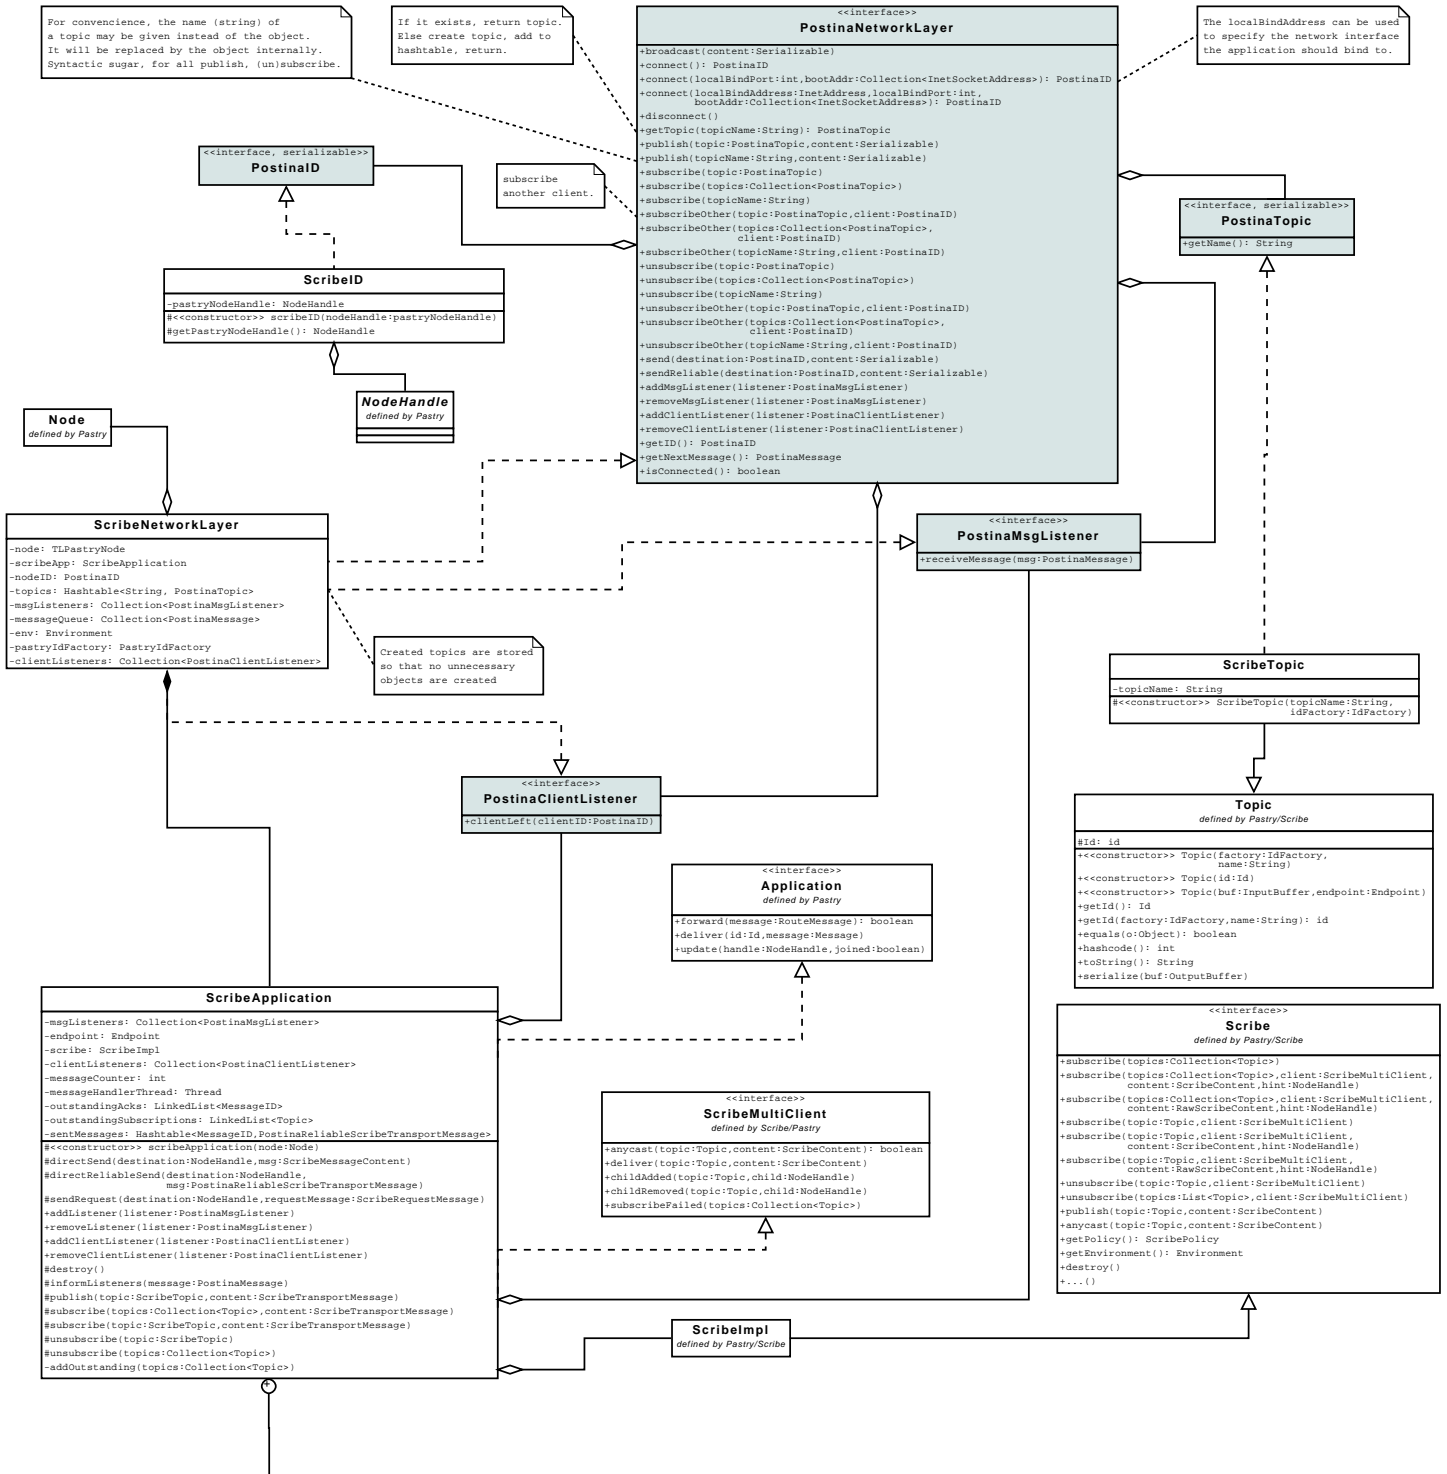 For convencience, the name (string) of
a topic may be given instead of the object.
It will be replaced by the object internally.
Syntactic sugar, for all publish, (un)subscribe.
If it exists, return topic.
Else create topic, add to
hashtable, return.
<<interface>>
PostinaNetworkLayer
+broadcast(content:Serializable)
+connect(): PostinaID
+connect(localBindPort:int,bootAddr:Collection<InetSocketAddress>): PostinaID
+connect(localBindAddress:InetAddress,localBindPort:int,
bootAddr:Collection<InetSocketAddress>): PostinaID
+disconnect()
+getTopic(topicName:String): PostinaTopic
+publish(topic:PostinaTopic,content:Serializable)
+publish(topicName:String,content:Serializable)
+subscribe(topic:PostinaTopic)
+subscribe(topics:Collection<PostinaTopic>)
+subscribe(topicName:String)
+subscribeOther(topic:PostinaTopic,client:PostinaID)
+subscribeOther(topics:Collection<PostinaTopic>,
client:PostinaID)
+subscribeOther(topicName:String,client:PostinaID)
+unsubscribe(topic:PostinaTopic)
+unsubscribe(topics:Collection<PostinaTopic>)
+unsubscribe(topicName:String)
+unsubscribeOther(topic:PostinaTopic,client:PostinaID)
+unsubscribeOther(topics:Collection<PostinaTopic>,
client:PostinaID)
+unsubscribeOther(topicName:String,client:PostinaID)
+send(destination:PostinaID,content:Serializable)
+sendReliable(destination:PostinaID,content:Serializable)
+addMsgListener(listener:PostinaMsgListener)
+removeMsgListener(listener:PostinaMsgListener)
+addClientListener(listener:PostinaClientListener)
+removeClientListener(listener:PostinaClientListener)
+getID(): PostinaID
+getNextMessage(): PostinaMessage
+isConnected(): boolean
The localBindAddress can be used
to specify the network interface
the application should bind to.
<<interface, serializable>>
PostinaID
subscribe
another client.
<<interface, serializable>>
PostinaTopic
+getName(): String
ScribeID
-pastryNodeHandle: NodeHandle
#<<constructor>> scribeID(nodeHandle:pastryNodeHandle)
#getPastryNodeHandle(): NodeHandle
NodeHandle
defined by Pastry
Node
defined by Pastry
ScribeNetworkLayer
-node: TLPastryNode
-scribeApp: ScribeApplication
-nodeID: PostinaID
-topics: Hashtable<String, PostinaTopic>
-msgListeners: Collection<PostinaMsgListener>
-messageQueue: Collection<PostinaMessage>
-env: Environment
-pastryIdFactory: PastryIdFactory
-clientListeners: Collection<PostinaClientListener>
<<interface>>
PostinaMsgListener
+receiveMessage(msg:PostinaMessage)
Created topics are stored
so that no unnecessary
objects are created
ScribeTopic
-topicName: String
#<<constructor>> ScribeTopic(topicName:String,
idFactory:IdFactory)
<<interface>>
PostinaClientListener
+clientLeft(clientID:PostinaID)
Topic
defined by Pastry/Scribe
#Id: id
+<<constructor>> Topic(factory:IdFactory,
name:String)
+<<constructor>> Topic(id:Id)
+<<constructor>> Topic(buf:InputBuffer,endpoint:Endpoint)
+getId(): Id
+getId(factory:IdFactory,name:String): id
+equals(o:Object): boolean
+hashcode(): int
+toString(): String
+serialize(buf:OutputBuffer)
<<interface>>
Application
defined by Pastry
+forward(message:RouteMessage): boolean
+deliver(id:Id,message:Message)
+update(handle:NodeHandle,joined:boolean)
ScribeApplication
-msgListeners: Collection<PostinaMsgListener>
-endpoint: Endpoint
-scribe: ScribeImpl
-clientListeners: Collection<PostinaClientListener>
-messageCounter: int
-messageHandlerThread: Thread
-outstandingAcks: LinkedList<MessageID>
-outstandingSubscriptions: LinkedList<Topic>
-sentMessages: Hashtable<MessageID,PostinaReliableScribeTransportMessage>
#<<constructor>> scribeApplication(node:Node)
#directSend(destination:NodeHandle,msg:ScribeMessageContent)
#directReliableSend(destination:NodeHandle,
msg:PostinaReliableScribeTransportMessage)
#sendRequest(destination:NodeHandle,requestMessage:ScribeRequestMessage)
+addListener(listener:PostinaMsgListener)
+removeListener(listener:PostinaMsgListener)
+addClientListener(listener:PostinaClientListener)
+removeClientListener(listener:PostinaClientListener)
#destroy()
#informListeners(message:PostinaMessage)
#publish(topic:ScribeTopic,content:ScribeTransportMessage)
#subscribe(topics:Collection<Topic>,content:ScribeTransportMessage)
#subscribe(topic:ScribeTopic,content:ScribeTransportMessage)
#unsubscribe(topic:ScribeTopic)
#unsubscribe(topics:Collection<Topic>)
-addOutstanding(topics:Collection<Topic>)
+
<<interface>>
ScribeMultiClient
defined by Scribe/Pastry
+anycast(topic:Topic,content:ScribeContent): boolean
+deliver(topic:Topic,content:ScribeContent)
+childAdded(topic:Topic,child:NodeHandle)
+childRemoved(topic:Topic,child:NodeHandle)
+subscribeFailed(topics:Collection<Topic>)
<<interface>>
Scribe
defined by Pastry/Scribe
+subscribe(topics:Collection<Topic>)
+subscribe(topics:Collection<Topic>,client:ScribeMultiClient,
content:ScribeContent,hint:NodeHandle)
+subscribe(topics:Collection<Topic>,client:ScribeMultiClient,
content:RawScribeContent,hint:NodeHandle)
+subscribe(topic:Topic,client:ScribeMultiClient)
+subscribe(topic:Topic,client:ScribeMultiClient,
content:ScribeContent,hint:NodeHandle)
+subscribe(topic:Topic,client:ScribeMultiClient,
content:RawScribeContent,hint:NodeHandle)
+unsubscribe(topic:Topic,client:ScribeMultiClient)
+unsubscribe(topics:List<Topic>,client:ScribeMultiClient)
+publish(topic:Topic,content:ScribeContent)
+anycast(topic:Topic,content:ScribeContent)
+getPolicy(): ScribePolicy
+getEnvironment(): Environment
+destroy()
+...()
ScribeImpl
defined by Pastry/Scribe